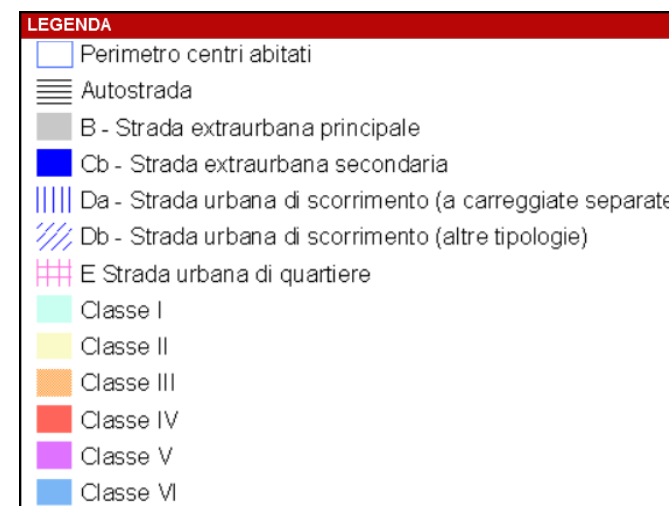 LEGENDA
Perimetro centri abitati
Autostrada
B - Strada extraurbana principale
Cb - Strada extraurbana secondaria
Da - Strada urbana di scorrimento (a carreggiate separate
Db - Strada urbana di scorrimento (altre tipologie)
E Strada urbana di quartiere
Classe I
Classe II
Classe III
Classe IV
Classe V
Classe VI